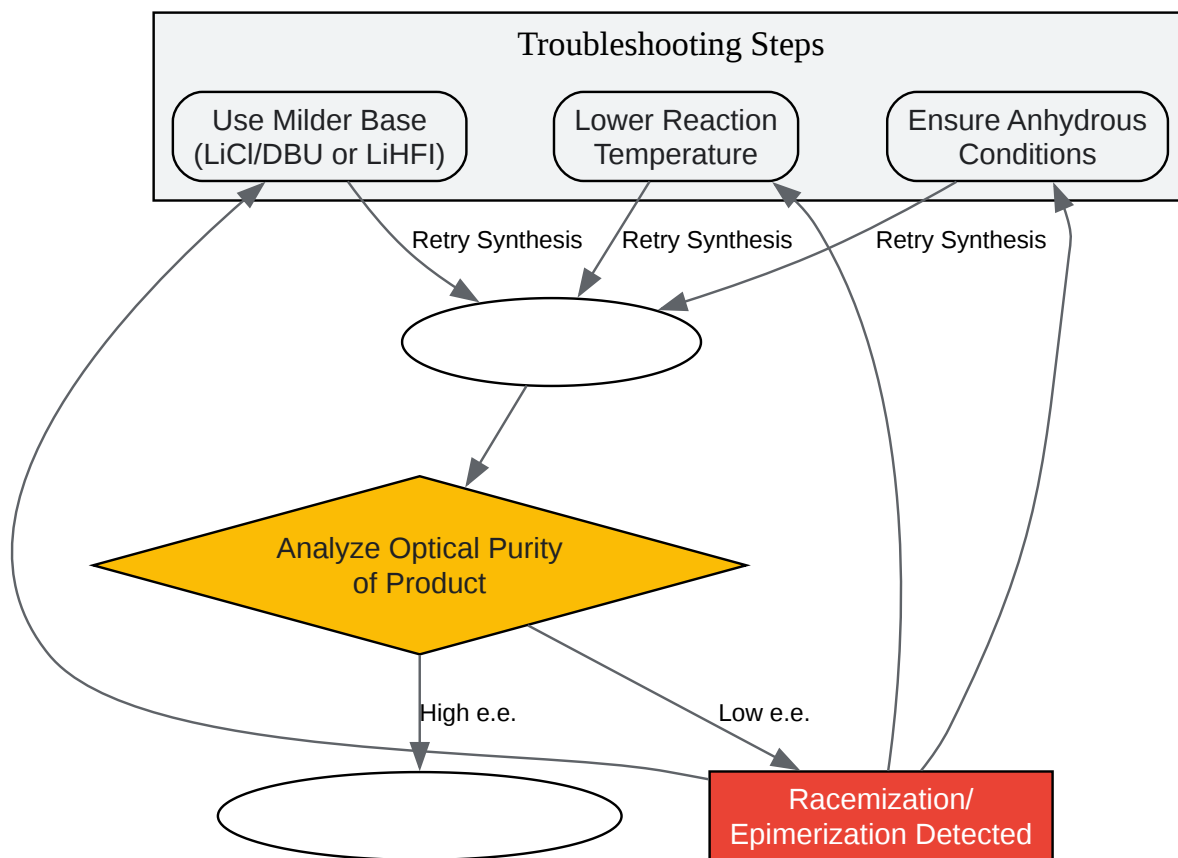 Troubleshooting Steps
Use Milder Base
(LiCl/DBU or LiHFI)
Lower Reaction
Temperature
Ensure Anhydrous
Conditions
Retry Synthesis
Retry Synthesis
Retry Synthesis
Analyze Optical Purity
of Product
High e.e.
Low e.e.
Racemization/
Epimerization Detected